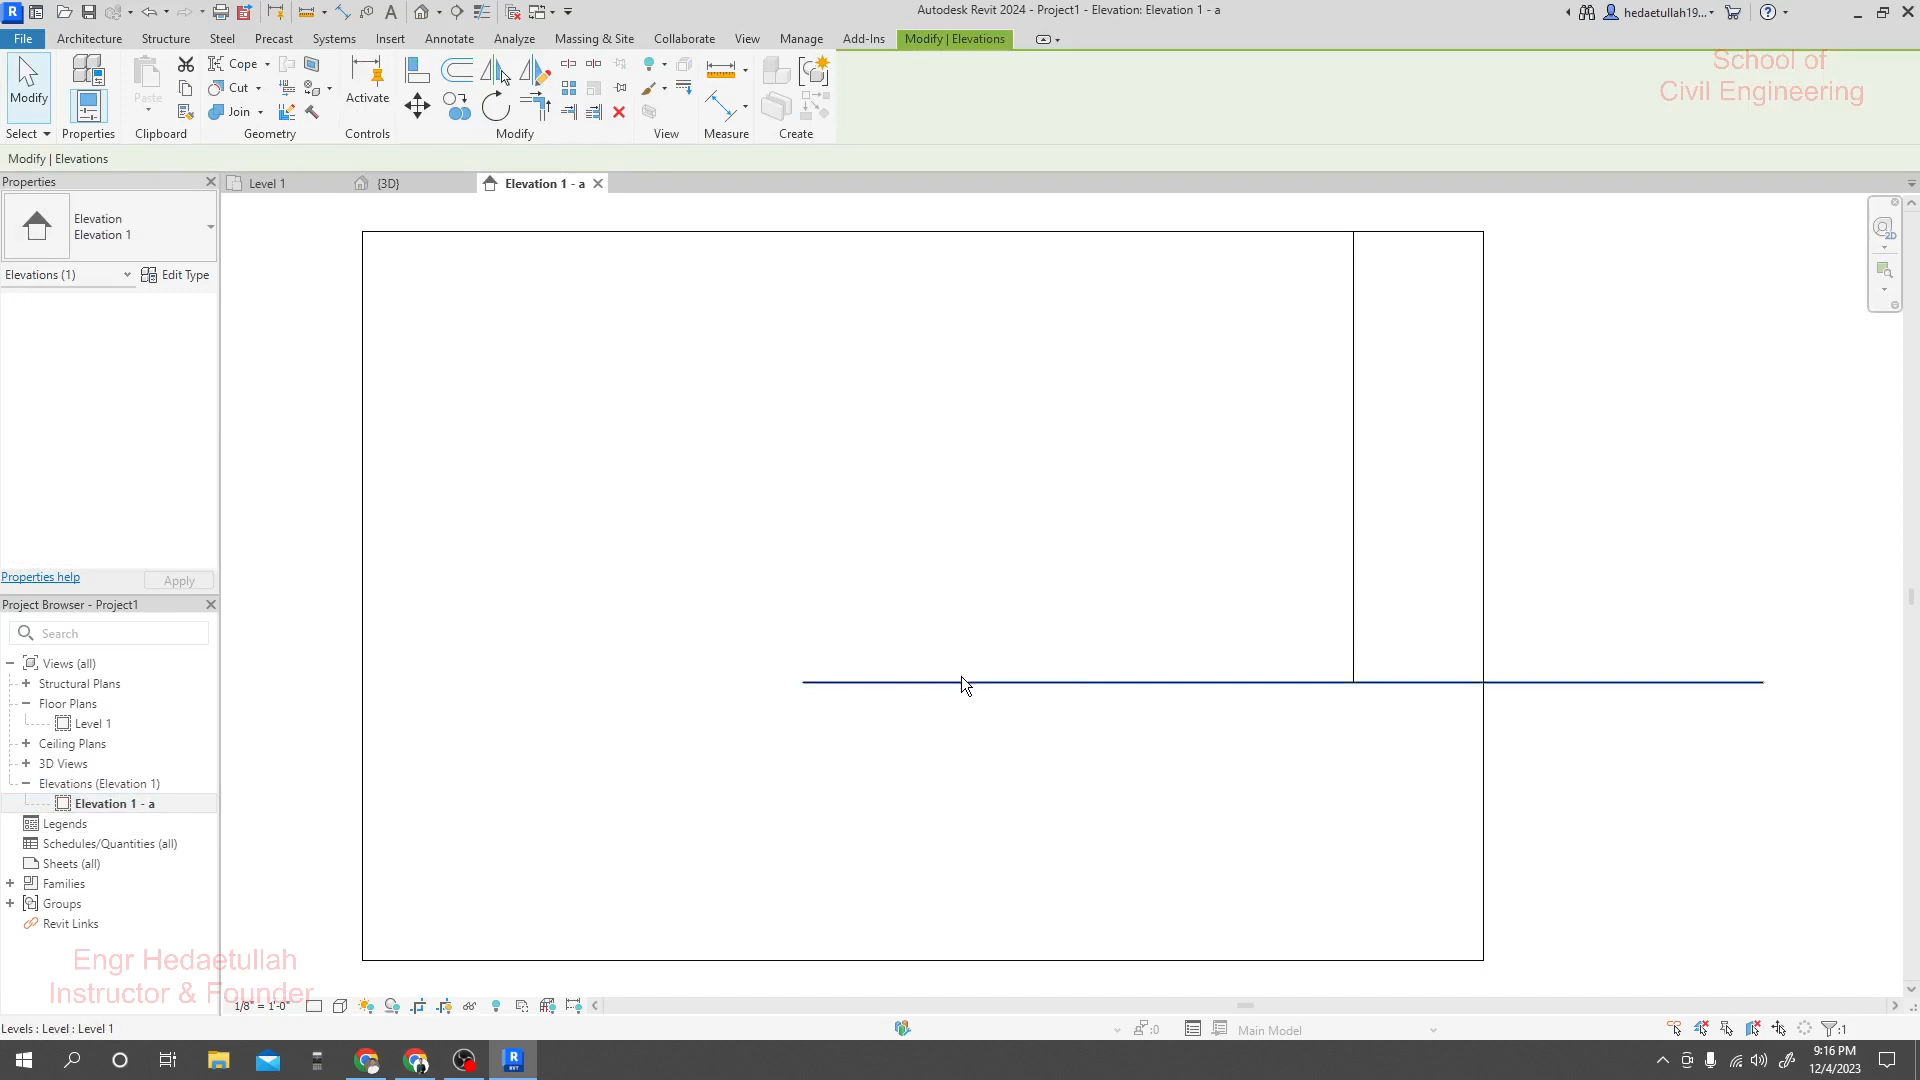 Autodesk Revit 2024 - Project1 - Elevation: Elevation 1 - a
hedaetullah19...
File Architecture Structure Steel Precast Systems Insert Annotate Analyze Massing & Site Collaborate View Manage Add-Ins Modify | Elevations
Modify
Select
Properties
Paste
Clipboard
Cope
Cut
Join
Geometry
Activate
Controls
Modify
View
Measure
Create
School of
Civil Engineering
Modify | Elevations
Properties
Level 1
{3D}
Elevation 1 - a
Elevation
Elevation 1
Elevations (1)
Edit Type
Properties help
Apply
Project Browser - Project1
Search
Views (all)
Structural Plans
Floor Plans
Level 1
Ceiling Plans
3D Views
Elevations (Elevation 1)
Elevation 1 - a
Legends
Schedules/Quantities (all)
Sheets (all)
Families
Groups
Revit Links
Engr Hedaetullah
Instructor & Founder
1/8" = 1'-0"
Levels : Level : Level 1
:0
Main Model
:1
9:16 PM
12/4/2023